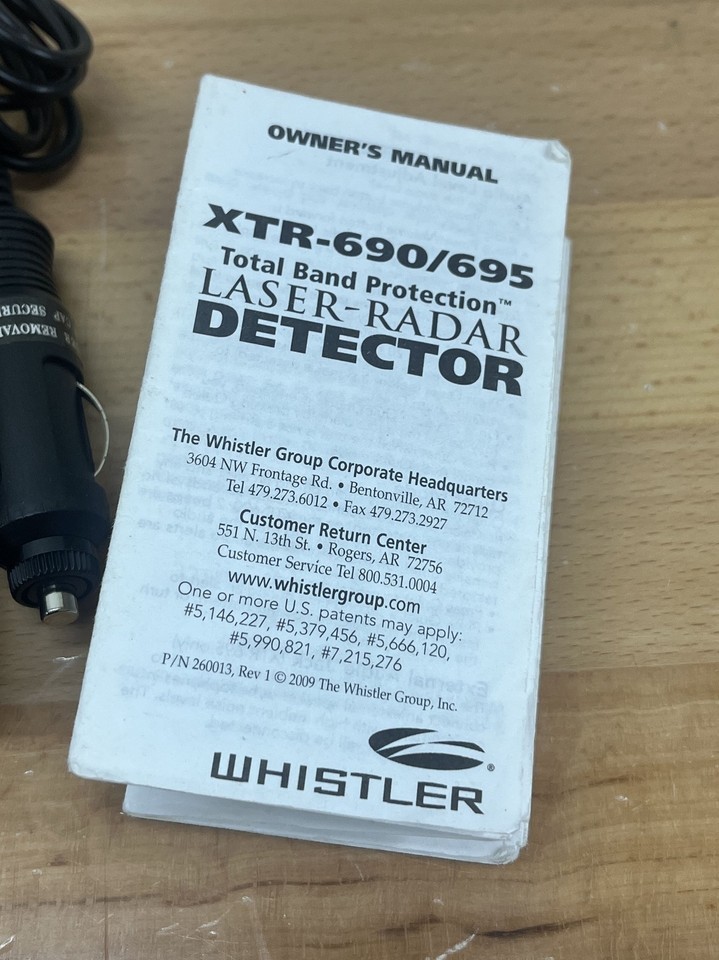 OWNER'S MANUAL
XTR-690/695
Total Band Protection™
LASER-RADAR
DETECTOR
The Whistler Group Corporate Headquarters
3604 NW Frontage Rd. • Bentonville, AR 72712
Tel 479.273.6012 • Fax 479.273.2927
Customer Return Center
551 N. 13th St. • Rogers, AR 72756
Customer Service Tel 800.531.0004
www.whistlergroup.com
One or more U.S. patents may apply:
#5,146,227, #5,379,456, #5,666,120,
#5,990,821, #7,215,276
P/N 260013, Rev 1 © 2009 The Whistler Group, Inc.
WHISTLER®
REMOVAL
CAP SECURE